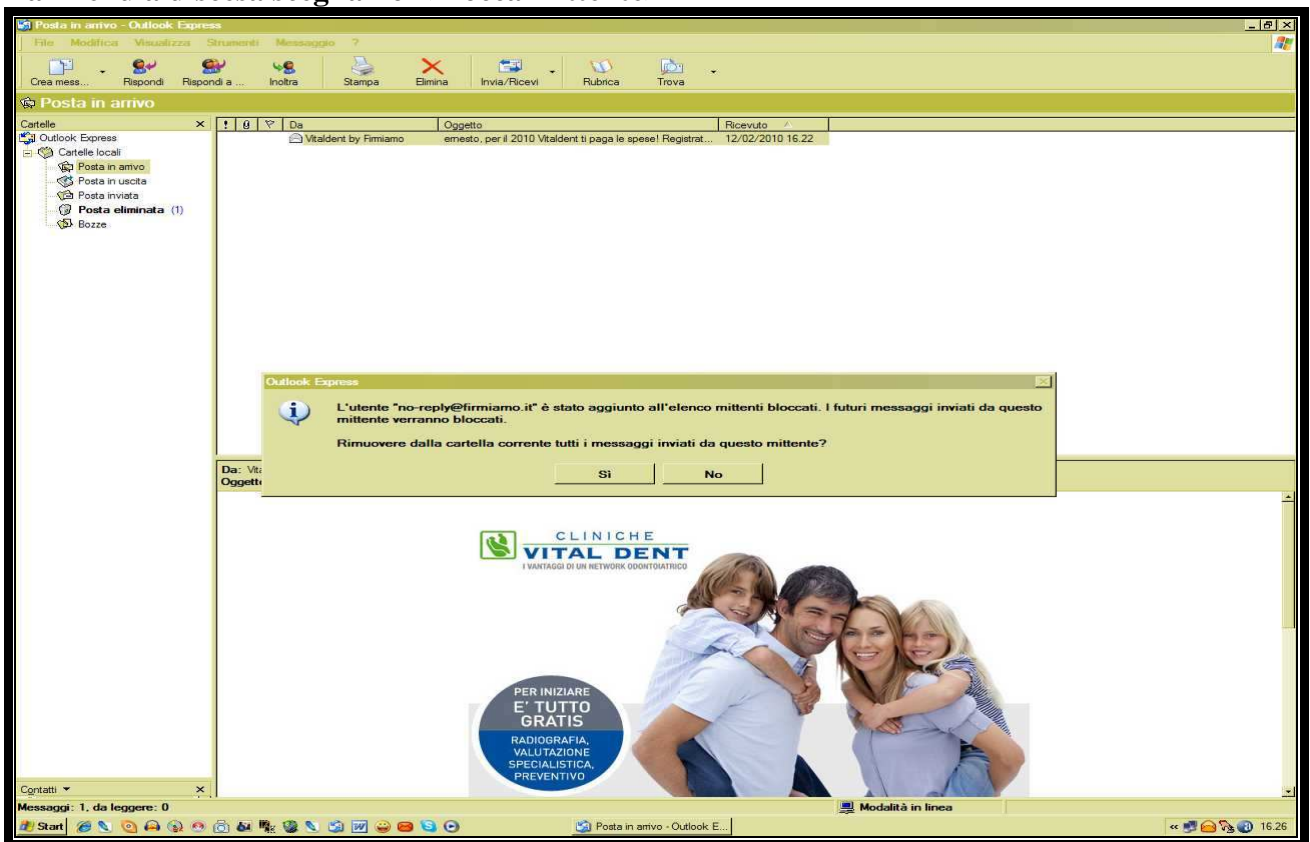 Posta in arrivo - Outlook Express
File Modifica Visualizza Strumenti Messaggio ?
Crea mess... Rispondi Rispondi a ... Inoltra Stampa Elimina Invia/Ricevi Rubrica Trova
Posta in arrivo
Cartelle
Outlook Express
Cartelle locali
Posta in arrivo
Posta in uscita
Posta inviata
Posta eliminata (1)
Bozze
! Da Oggetto Ricevuto
Vitaldent by Firmiamo ernesto, per il 2010 Vitaldent ti paga le spese! Registrat... 12/02/2010 16.22
Outlook Express
L'utente "no-reply@firmiamo.it" è stato aggiunto all'elenco mittenti bloccati. I futuri messaggi inviati da questo
mittente verranno bloccati.
Rimuovere dalla cartella corrente tutti i messaggi inviati da questo mittente?
Sì No
Da: Vita
Oggetto
CLINICHE
VITAL DENT
I VANTAGGI DI UN NETWORK ODONTOIATRICO
PER INIZIARE
E' TUTTO
GRATIS
RADIOGRAFIA,
VALUTAZIONE
SPECIALISTICA,
PREVENTIVO
Contatti
Messaggi: 1, da leggere: 0 Modalità in linea
Start Posta in arrivo - Outlook E... 16.26